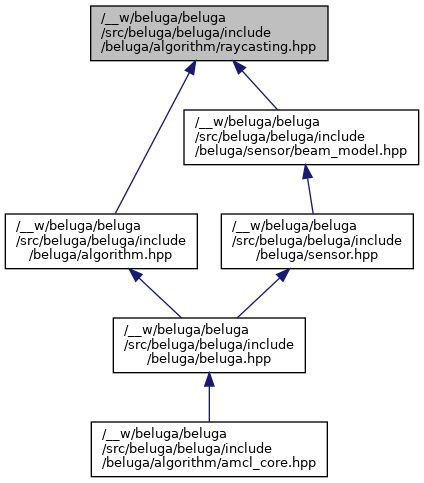 /__w/beluga/beluga
/src/beluga/beluga/include
/beluga/algorithm/raycasting.hpp
/__w/beluga/beluga
/src/beluga/beluga/include
/beluga/sensor/beam_model.hpp
/__w/beluga/beluga
/src/beluga/beluga/include
/beluga/algorithm.hpp
/__w/beluga/beluga
/src/beluga/beluga/include
/beluga/sensor.hpp
/__w/beluga/beluga
/src/beluga/beluga/include
/beluga/beluga.hpp
/__w/beluga/beluga
/src/beluga/beluga/include
/beluga/algorithm/amcl_core.hpp